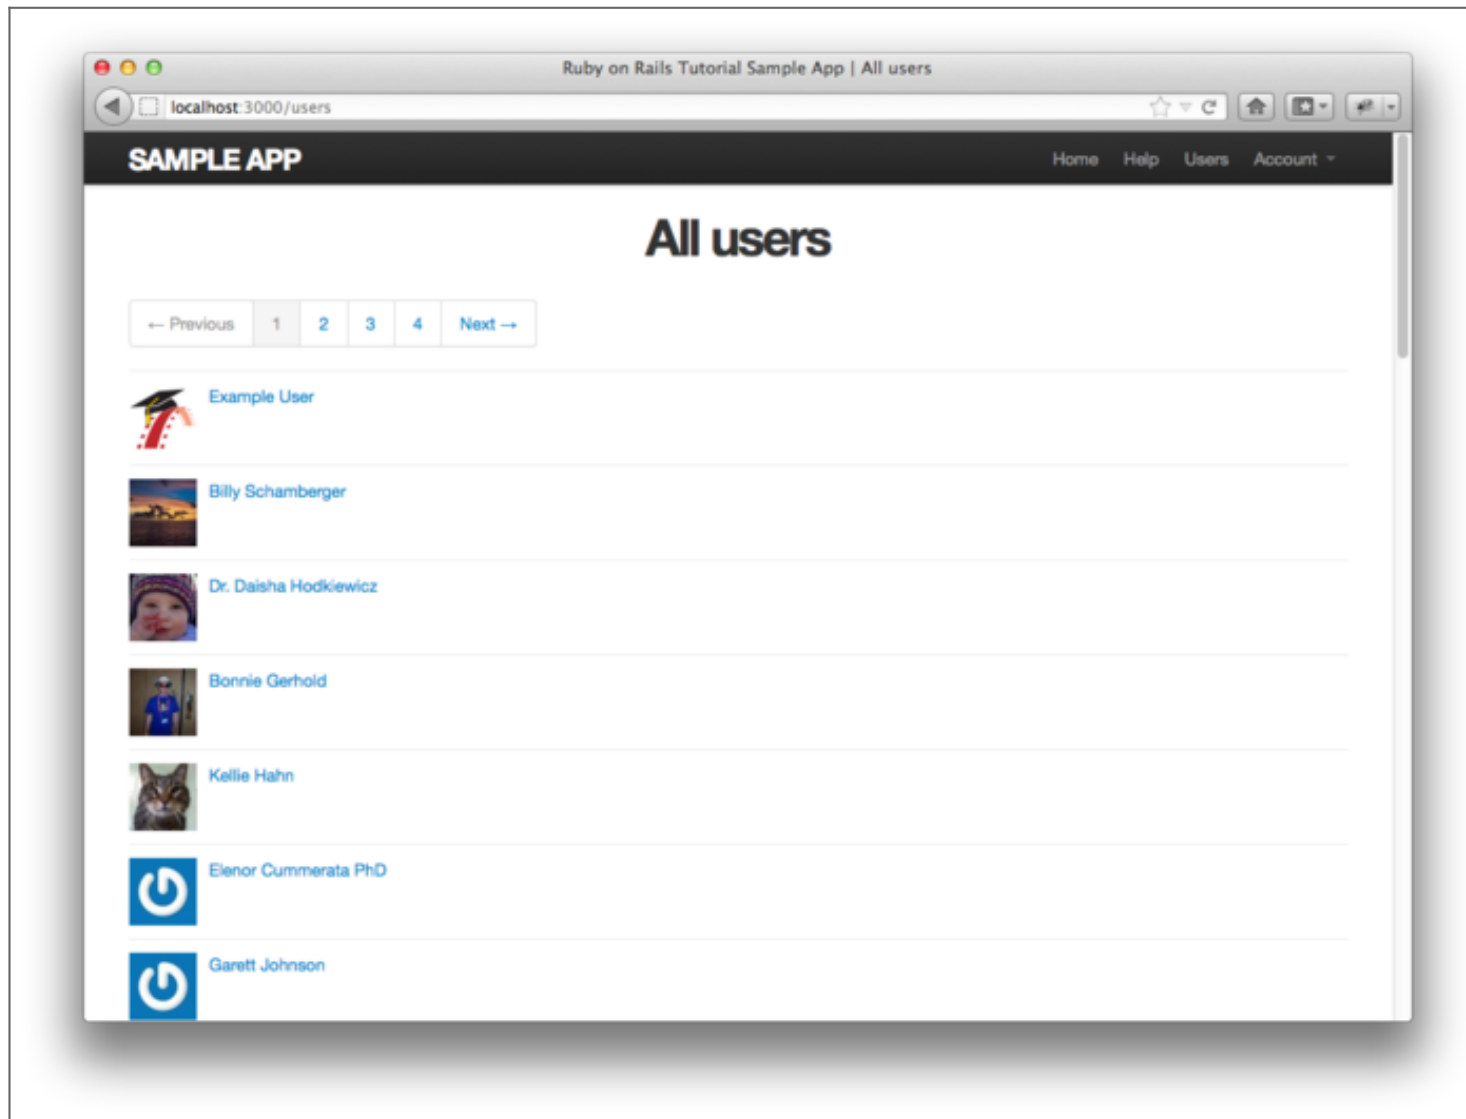 Ruby on Rails Tutorial Sample App | All users
localhost:3000/users
SAMPLE APP Home Help Users Account
All users
← Previous 1 2 3 4 Next →
Example User
Billy Schamberger
Dr. Daisha Hodkiewicz
Bonnie Gerhold
Kellie Hahn
Elenor Cummerata PhD
Garett Johnson